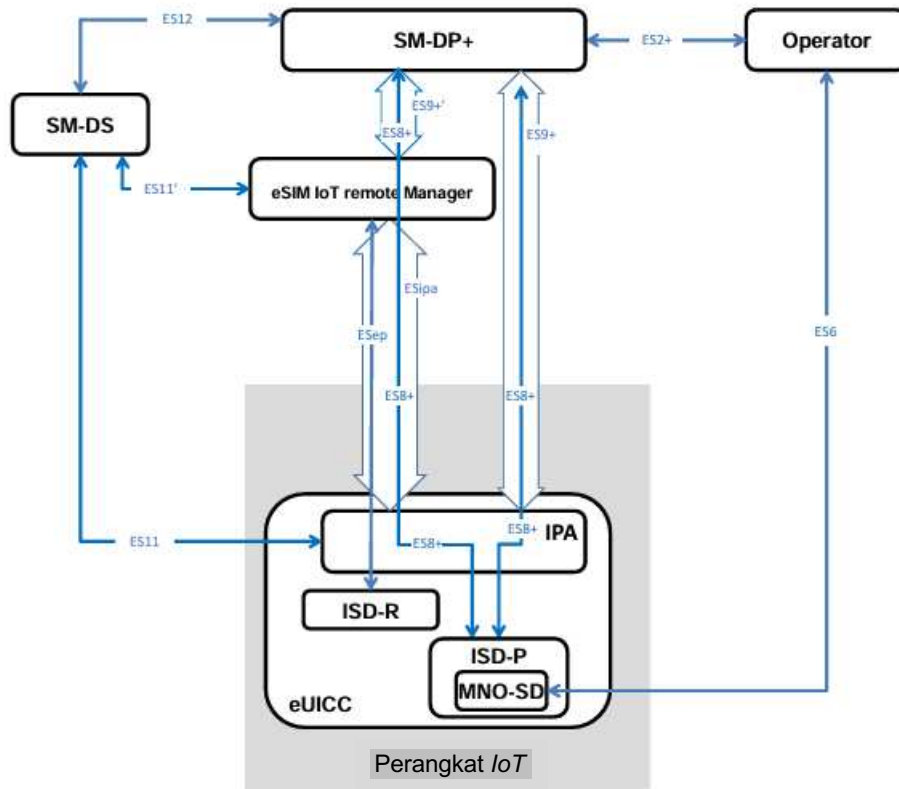 ES12
SM-DP+
ES2+
Operator
SM-DS
ES9+'
ES8+
ES9+
ES11'
eSIM IoT remote Manager
ESipa
ESep
ES6
ES8+
ES8+
ES11
IPA
ES8+
ES8+
ISD-R
ISD-P
MNO-SD
eUICC
Perangkat IoT